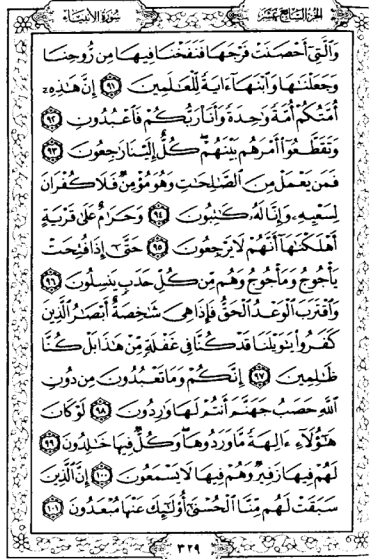 الجزء السابع عشر سورة الأنبياء
وَٱلَّتِىٓ أَحۡصَنَتۡ فَرۡجَهَا فَنَفَخۡنَا فِيهَا مِن رُّوحِنَا
وَجَعَلۡنَٰهَا وَٱبۡنَهَآ ءَايَةً لِّلۡعَٰلَمِينَ ٩١ إِنَّ هَٰذِهِۦٓ
أُمَّتُكُمۡ أُمَّةً وَٰحِدَةً وَأَنَا۠ رَبُّكُمۡ فَٱعۡبُدُونِ ٩٢
وَتَقَطَّعُوٓا۟ أَمۡرَهُم بَيۡنَهُمۡۖ كُلٌّ إِلَيۡنَا رَٰجِعُونَ ٩٣
فَمَن يَعۡمَلۡ مِنَ ٱلصَّٰلِحَٰتِ وَهُوَ مُؤۡمِنٌ فَلَا كُفۡرَانَ
لِسَعۡيِهِۦ وَإِنَّا لَهُۥ كَٰتِبُونَ ٩٤ وَحَرَٰمٌ عَلَىٰ قَرۡيَةٍ
أَهۡلَكۡنَٰهَآ أَنَّهُمۡ لَا يَرۡجِعُونَ ٩٥ حَتَّىٰٓ إِذَا فُتِحَتۡ
يَأۡجُوجُ وَمَأۡجُوجُ وَهُم مِّن كُلِّ حَدَبٍ يَنسِلُونَ ٩٦
وَٱقۡتَرَبَ ٱلۡوَعۡدُ ٱلۡحَقُّ فَإِذَا هِىَ شَٰخِصَةٌ أَبۡصَٰرُ ٱلَّذِينَ
كَفَرُوا۟ يَٰوَيۡلَنَا قَدۡ كُنَّا فِى غَفۡلَةٍ مِّنۡ هَٰذَا بَلۡ كُنَّا
ظَٰلِمِينَ ٩٧ إِنَّكُمۡ وَمَا تَعۡبُدُونَ مِن دُونِ
ٱللَّهِ حَصَبُ جَهَنَّمَ أَنتُمۡ لَهَا وَٰرِدُونَ ٩٨ لَوۡ كَانَ
هَٰٓؤُلَآءِ ءَالِهَةً مَّا وَرَدُوهَاۖ وَكُلٌّ فِيهَا خَٰلِدُونَ ٩٩
لَهُمۡ فِيهَا زَفِيرٌ وَهُمۡ فِيهَا لَا يَسۡمَعُونَ ١٠٠ إِنَّ ٱلَّذِينَ
سَبَقَتۡ لَهُم مِّنَّا ٱلۡحُسۡنَىٰٓ أُو۟لَٰٓئِكَ عَنۡهَا مُبۡعَدُونَ ١٠١
٣٢٩